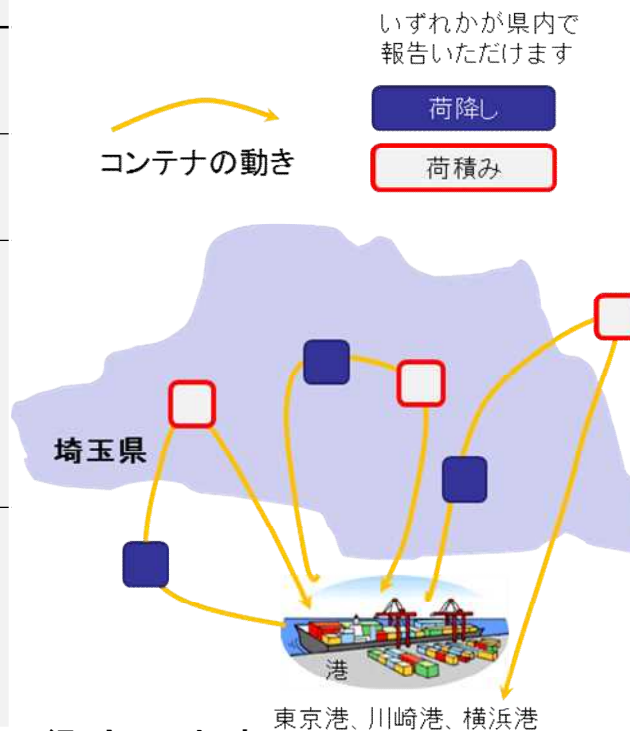 いずれかが県内で
報告いただけます
荷降し
コンテナの動き
荷積み
埼玉県
港
東京港、川崎港、横浜港